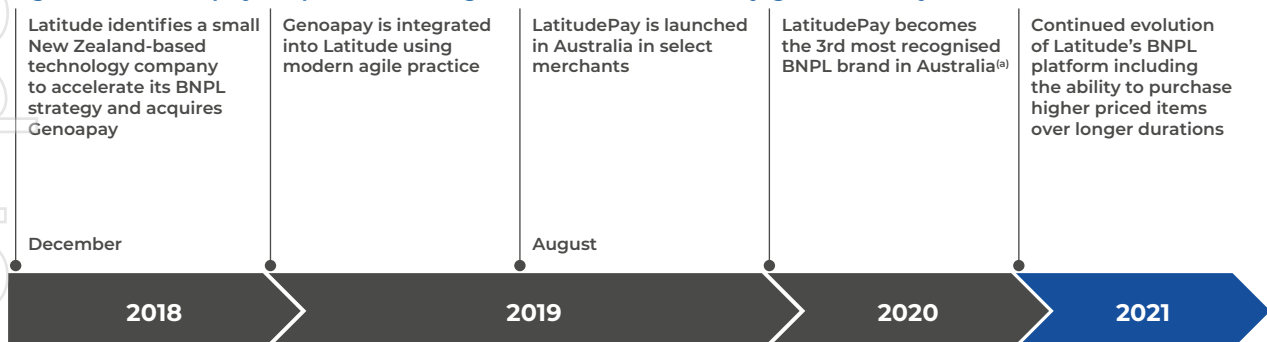 Latitude identifies a small
New Zealand-based
technology company
to accelerate its BNPL
strategy and acquires
Genoapay
December
Genoapay is integrated
into Latitude using
modern agile practice
LatitudePay is launched
in Australia in select
merchants
August
LatitudePay becomes
the 3rd most recognised
BNPL brand in Australia(a)
Continued evolution
of Latitude's BNPL
platform including
the ability to purchase
higher priced items
over longer durations
2018
2019
2020
2021